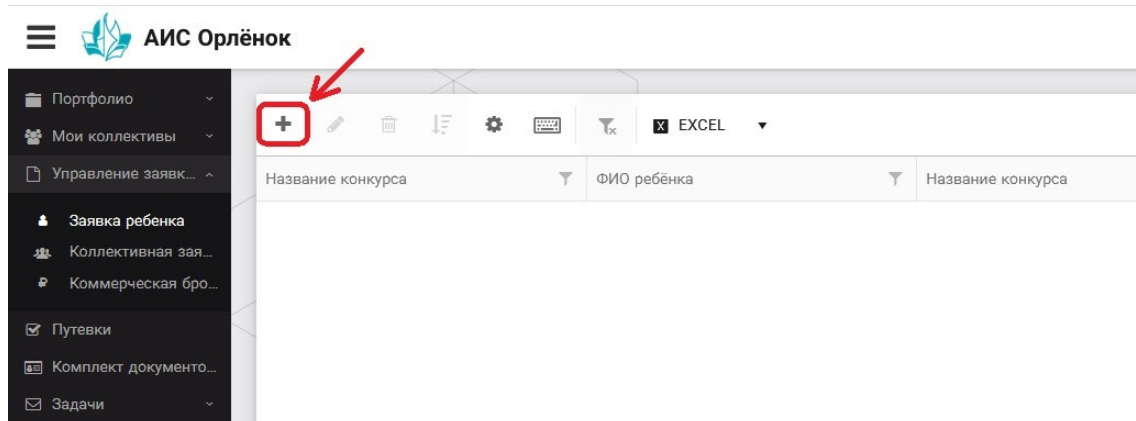 АИС Орлёнок
Портфолио
Мои коллективы
Управление заявк...
Заявка ребенка
Коллективная зая...
Коммерческая бро...
Путевки
Комплект документо...
Задачи
X EXCEL
Название конкурса ФИО ребёнка Название конкурса